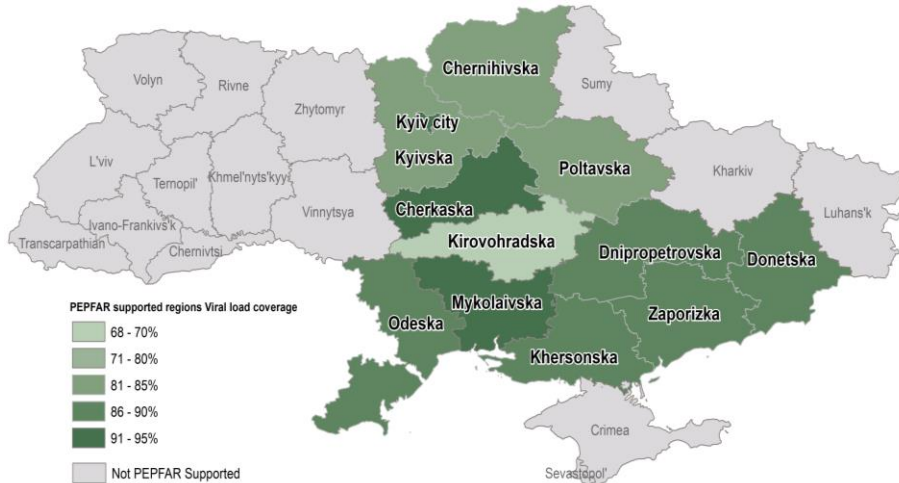 Chernihivska
Volyn
Rivne
Sumy
Zhytomyr
Kyiv city
L'viv
Kyivska
Poltavska
Kharkiv
Ternopil'
Khmel'nyts'kyy
Luhans'k
Vinnytsya
Cherkaska
Ivano-Frankivs'k
Transcarpathian
Chernivtsi
Kirovohradska
Dnipropetrovska
Donetska
PEPFAR supported regions Viral load coverage
68 - 70%
71 - 80%
81 - 85%
86 - 90%
91 - 95%
Not PEPFAR Supported
Mykolaivska
Odeska
Zaporizka
Khersonska
Crimea
Sevastopol'